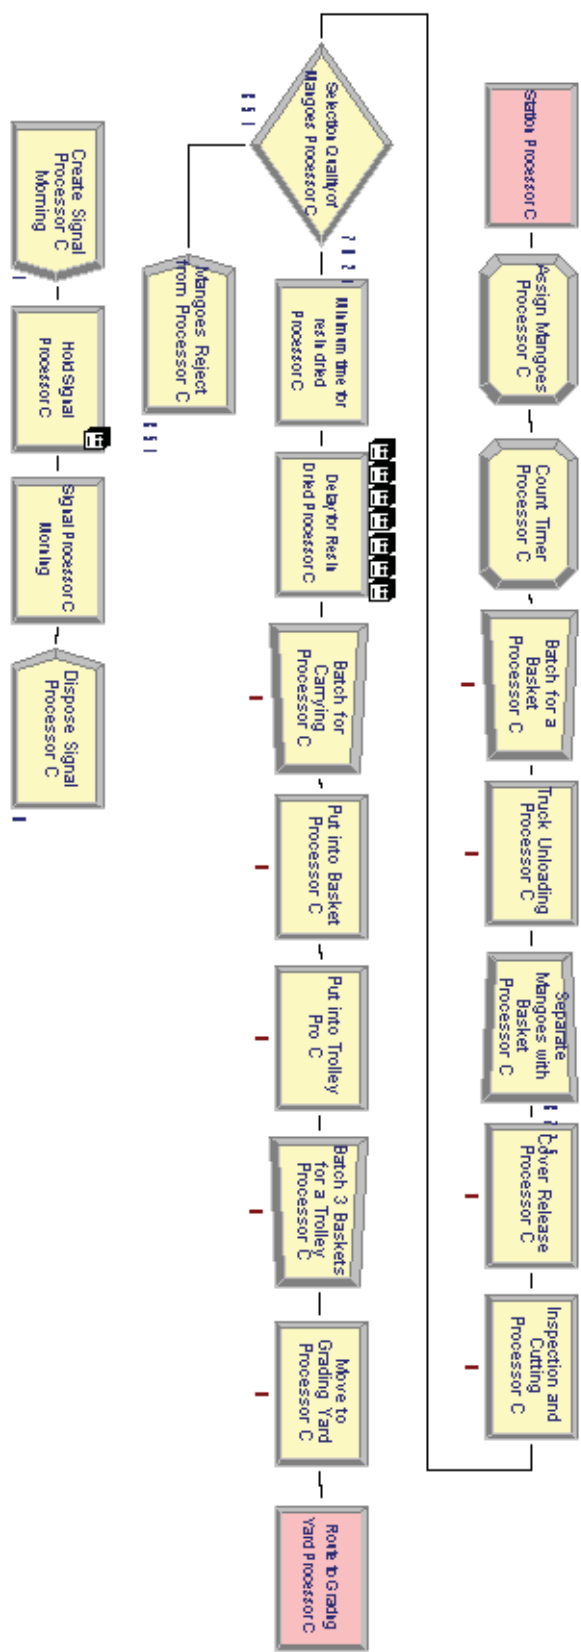 Station Processor C
Assign Mangoes
Processor C
Count Timer
Processor C
Batch for a
Basket
Processor C
Truck Unloading
Processor C
Separate
Mangoes with
Basket
Processor C
Cover Release
Processor C
Inspection and
Cutting
Processor C
Selection Quality of
Mangoes Processor C
Minimum time for
resin dried
Processor C
Delay for Resin
Dried Processor C
Batch for
Carrying
Processor C
Put into Basket
Processor C
Put into Trolley
Pro C
Batch 3 Baskets
for a Trolley
Processor C
Move to
Grading Yard
Processor C
Route to Grading
Yard Processor C
Mangoes Reject
from Processor C
Create Signal
Processor C
Morning
Hold Signal
Processor C
Signal Processor C
Morning
Dispose Signal
Processor C